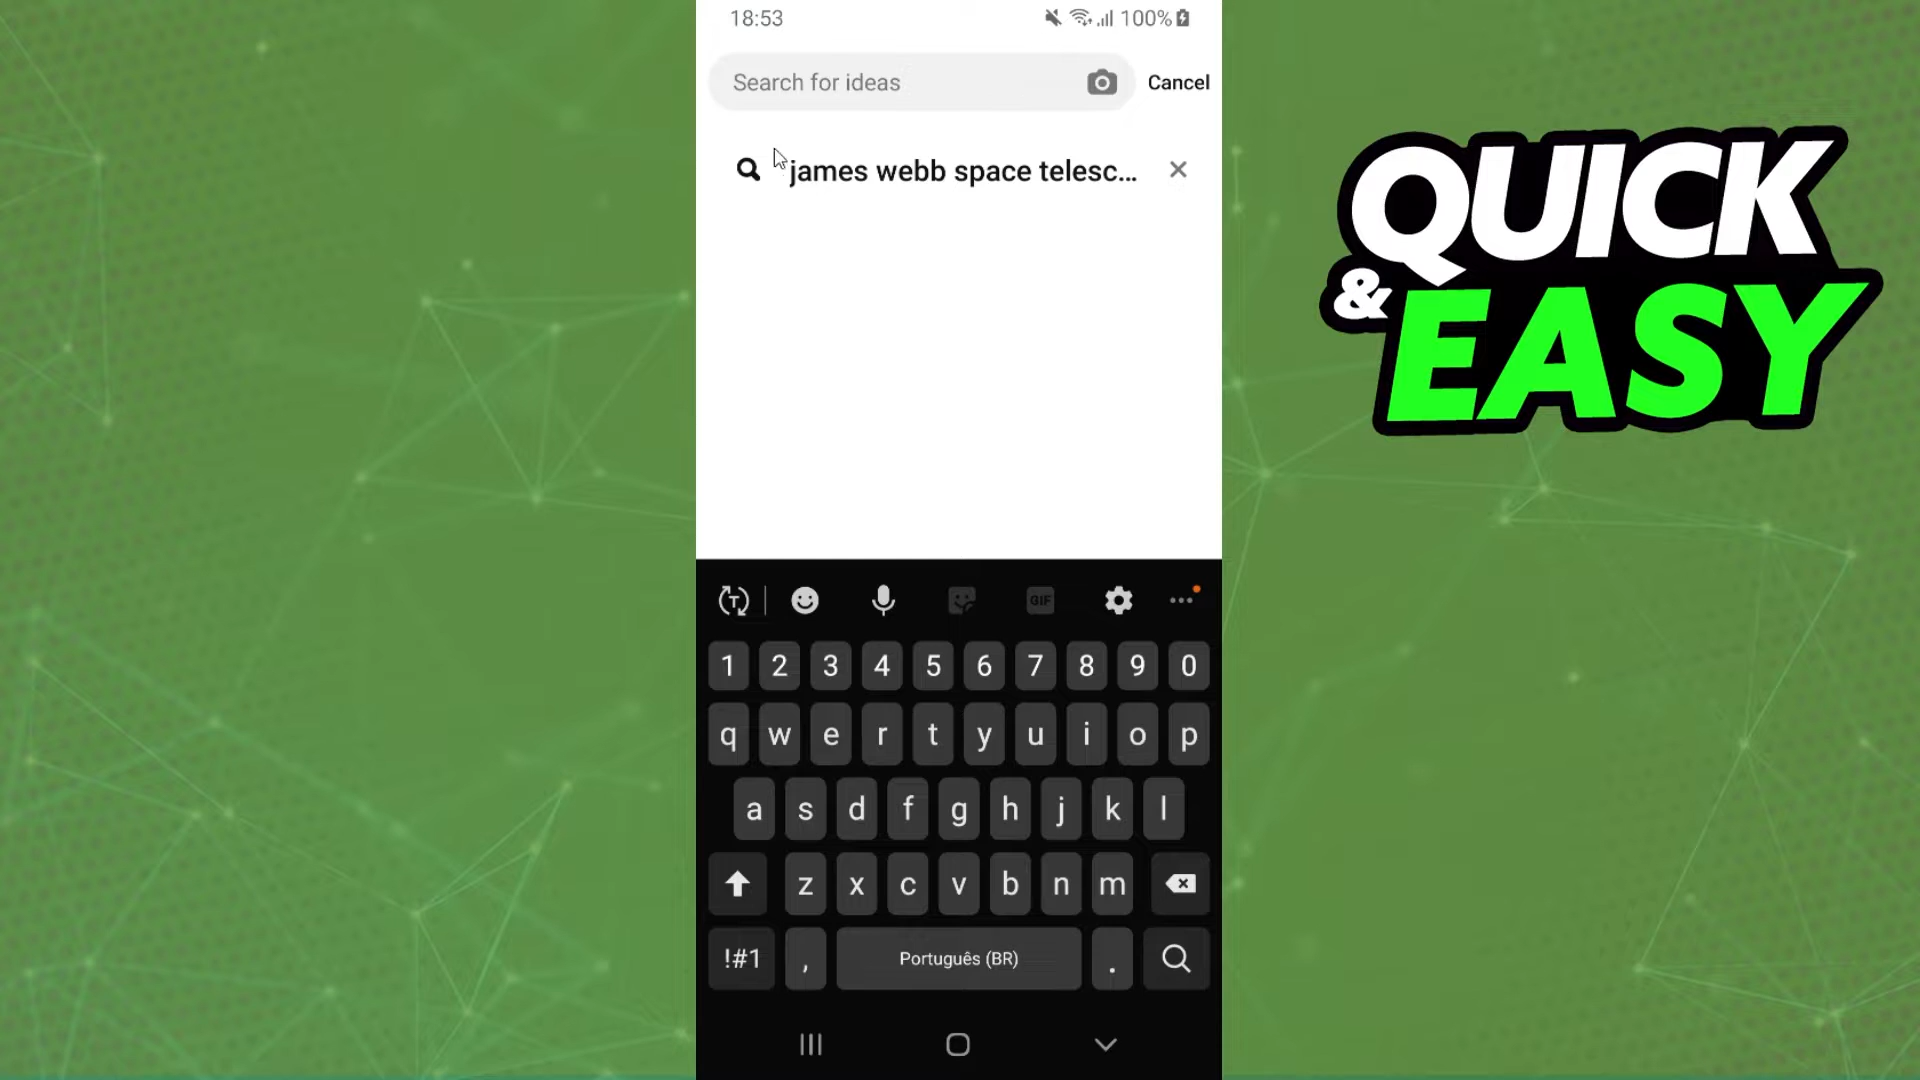 18:53
100%
Search for ideas
Cancel
james webb space telesc...
QUICK
& EASY
T
GIF
1 2 3 4 5 6 7 8 9 0
q w e r t y u i o p
a s d f g h j k l
z x c v b n m
!#1 , Português (BR) .